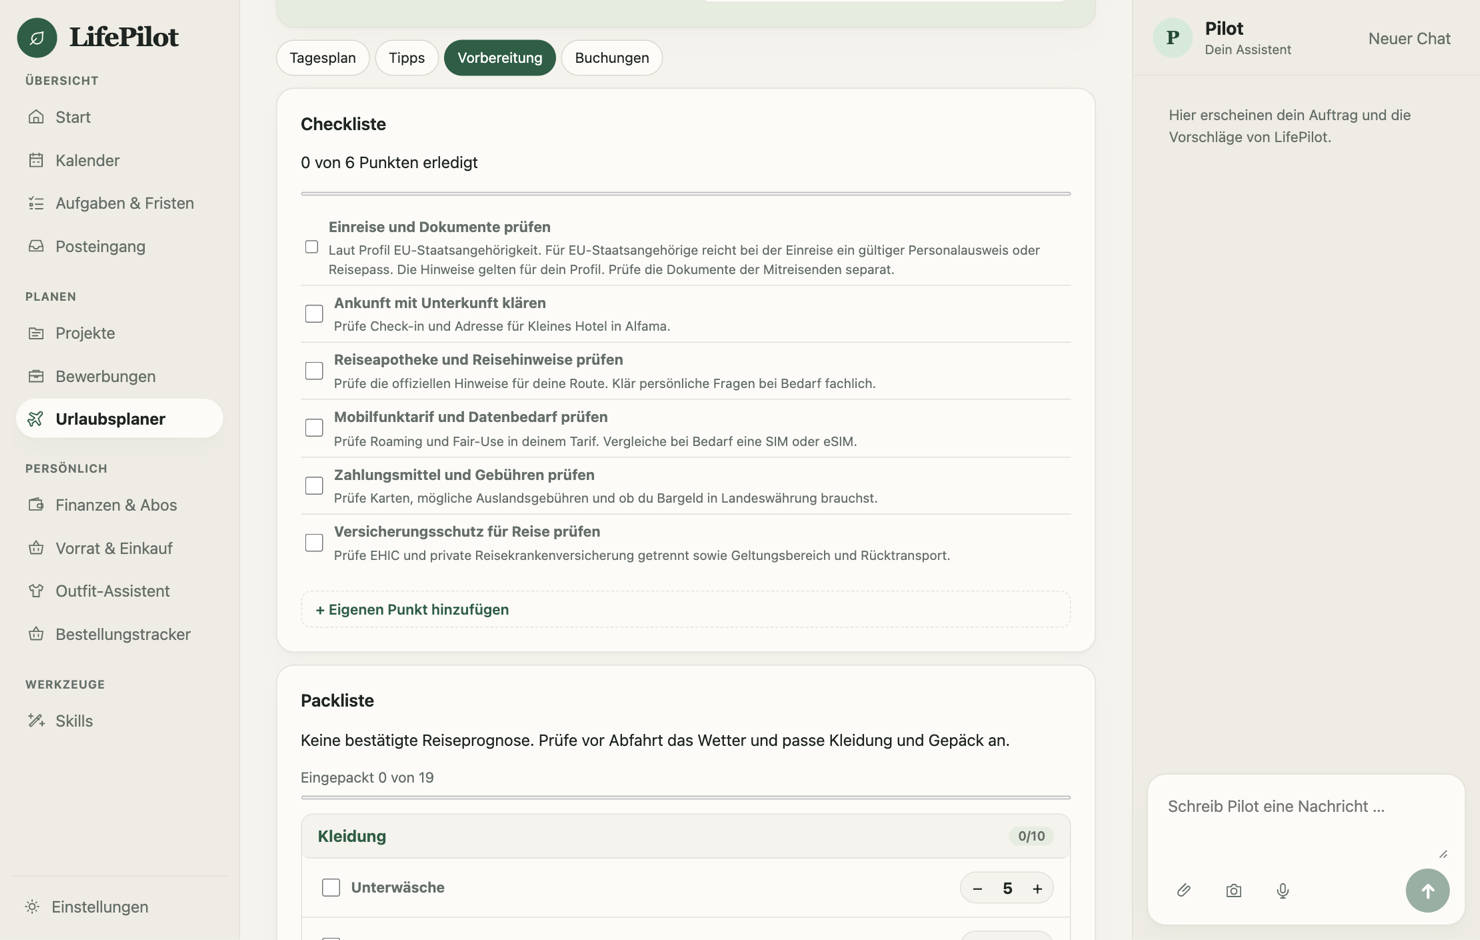 LifePilot
ÜBERSICHT
Start
Kalender
Aufgaben & Fristen
Posteingang
PLANEN
Projekte
Bewerbungen
Urlaubsplaner
PERSÖNLICH
Finanzen & Abos
Vorrat & Einkauf
Outfit-Assistent
Bestellungstracker
WERKZEUGE
Skills
Einstellungen
Tagesplan
Tipps
Vorbereitung
Buchungen
Checkliste
0 von 6 Punkten erledigt
Einreise und Dokumente prüfen
Laut Profil EU-Staatsangehörigkeit. Für EU-Staatsangehörige reicht bei der Einreise ein gültiger Personalausweis oder
Reisepass. Die Hinweise gelten für dein Profil. Prüfe die Dokumente der Mitreisenden separat.
Ankunft mit Unterkunft klären
Prüfe Check-in und Adresse für Kleines Hotel in Alfama.
Reiseapotheke und Reisehinweise prüfen
Prüfe die offiziellen Hinweise für deine Route. Klär persönliche Fragen bei Bedarf fachlich.
Mobilfunktarif und Datenbedarf prüfen
Prüfe Roaming und Fair-Use in deinem Tarif. Vergleiche bei Bedarf eine SIM oder eSIM.
Zahlungsmittel und Gebühren prüfen
Prüfe Karten, mögliche Auslandsgebühren und ob du Bargeld in Landeswährung brauchst.
Versicherungsschutz für Reise prüfen
Prüfe EHIC und private Reisekrankenversicherung getrennt sowie Geltungsbereich und Rücktransport.
+ Eigenen Punkt hinzufügen
Packliste
Keine bestätigte Reiseprognose. Prüfe vor Abfahrt das Wetter und passe Kleidung und Gepäck an.
Eingepackt 0 von 19
Kleidung
0/10
Unterwäsche
− 5 +
P
Pilot
Dein Assistent
Neuer Chat
Hier erscheinen dein Auftrag und die
Vorschläge von LifePilot.
Schreib Pilot eine Nachricht ...